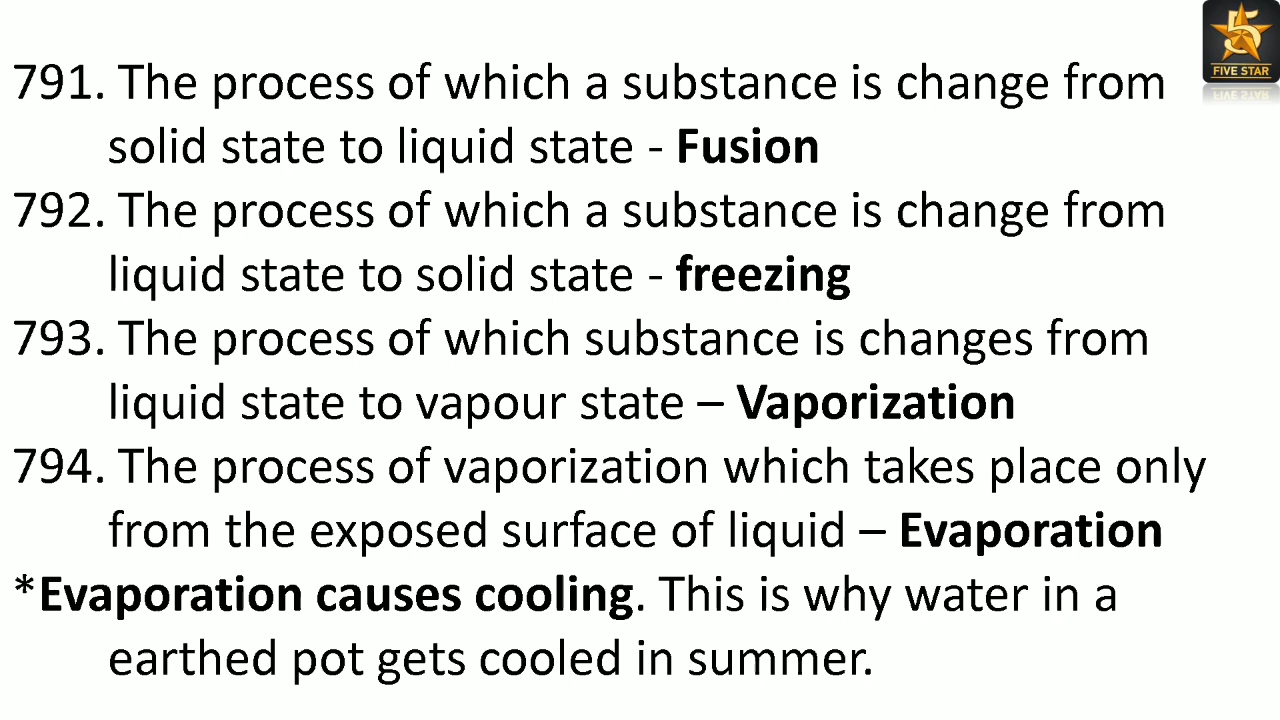 5
FIVE STAR
791. The process of which a substance is change from
solid state to liquid state - Fusion
792. The process of which a substance is change from
liquid state to solid state - freezing
793. The process of which substance is changes from
liquid state to vapour state – Vaporization
794. The process of vaporization which takes place only
from the exposed surface of liquid – Evaporation
*Evaporation causes cooling. This is why water in a
earthed pot gets cooled in summer.